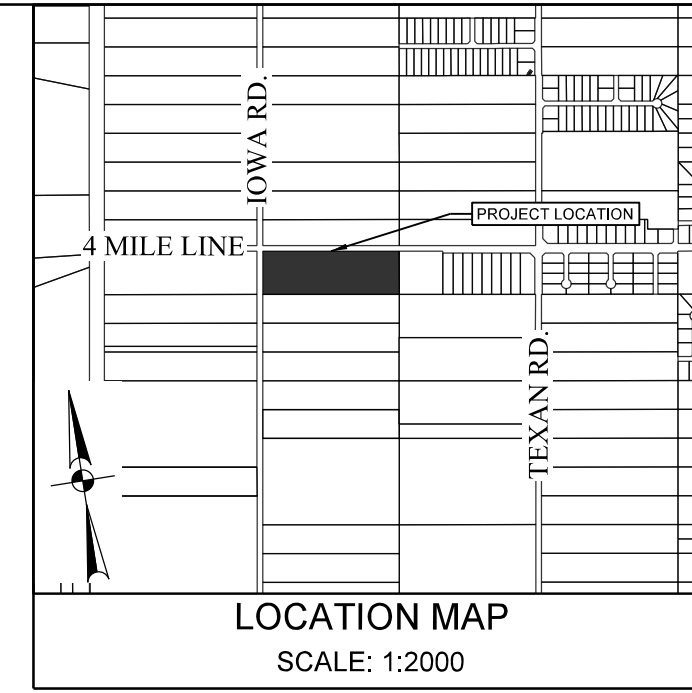 IOWA RD.
PROJECT LOCATION
4 MILE LINE
TEXAN RD.
LOCATION MAP
SCALE: 1:2000